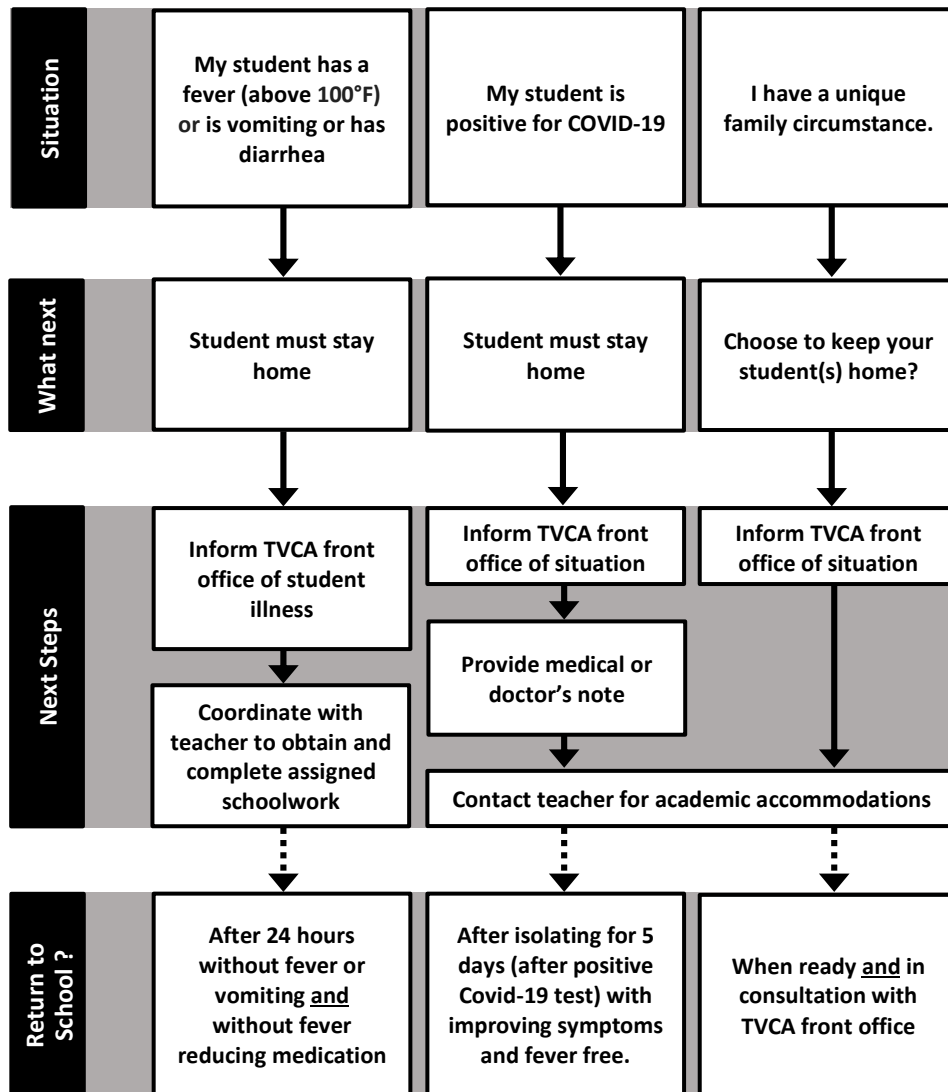 Situation
My student has a
fever (above 100°F)
or is vomiting or has
diarrhea
My student is
positive for COVID-19
I have a unique
family circumstance.
What next
Student must stay
home
Student must stay
home
Choose to keep your
student(s) home?
Next Steps
Inform TVCA front
office of student
illness
Coordinate with
teacher to obtain and
complete assigned
schoolwork
Inform TVCA front
office of situation
Provide medical or
doctor’s note
Inform TVCA front
office of situation
Contact teacher for academic accommodations
Return to
School ?
After 24 hours
without fever or
vomiting and
without fever
reducing medication
After isolating for 5
days (after positive
Covid-19 test) with
improving symptoms
and fever free.
When ready and in
consultation with
TVCA front office